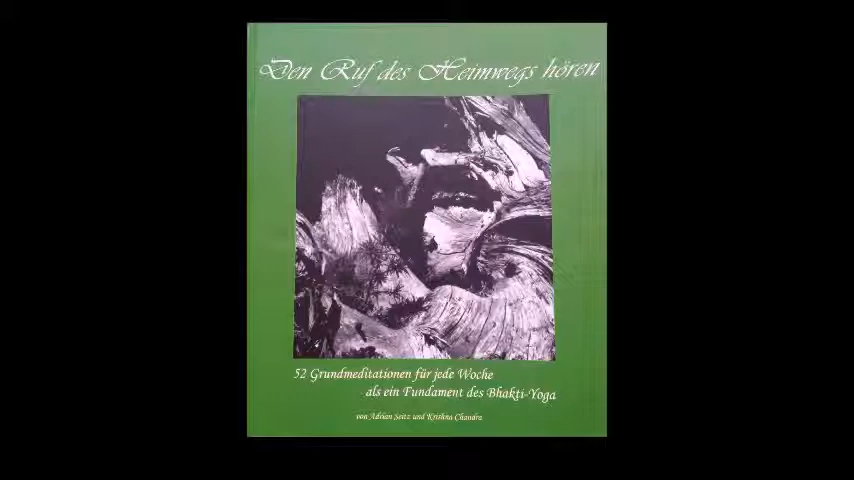 Den Ruf des Heimwegs hören
52 Grundmeditationen für jede Woche
als ein Fundament des Bhakti-Yoga
von Adrian Seitz und Krishna Chandra